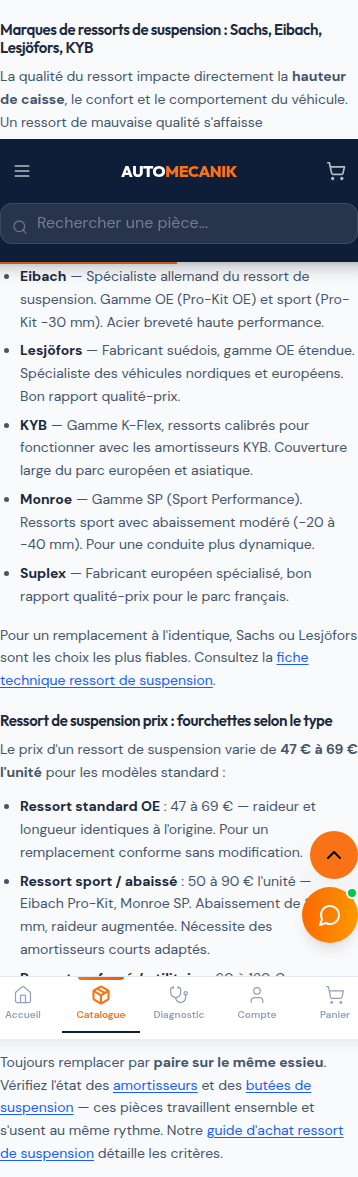 Marques de ressorts de suspension : Sachs, Eibach,
Lesjöfors, KYB
La qualité du ressort impacte directement la hauteur
de caisse, le confort et le comportement du véhicule.
Un ressort de mauvaise qualité s'affaisse
AUTOMECANIK
Rechercher une pièce...
• Eibach — Spécialiste allemand du ressort de
suspension. Gamme OE (Pro-Kit OE) et sport (Pro-
Kit -30 mm). Acier breveté haute performance.
• Lesjöfors — Fabricant suédois, gamme OE étendue.
Spécialiste des véhicules nordiques et européens.
Bon rapport qualité-prix.
• KYB — Gamme K-Flex, ressorts calibrés pour
fonctionner avec les amortisseurs KYB. Couverture
large du parc européen et asiatique.
• Monroe — Gamme SP (Sport Performance).
Ressorts sport avec abaissement modéré (-20 à
-40 mm). Pour une conduite plus dynamique.
• Suplex — Fabricant européen spécialisé, bon
rapport qualité-prix pour le parc français.
Pour un remplacement à l'identique, Sachs ou Lesjöfors
sont les choix les plus fiables. Consultez la fiche
technique ressort de suspension.
Ressort de suspension prix : fourchettes selon le type
Le prix d'un ressort de suspension varie de 47 € à 69 €
l'unité pour les modèles standard :
• Ressort standard OE : 47 à 69 € — raideur et
longueur identiques à l'origine. Pour un
remplacement conforme sans modification.
• Ressort sport / abaissé : 50 à 90 € l'unité —
Eibach Pro-Kit, Monroe SP. Abaissement de
mm, raideur augmentée. Nécessite des
amortisseurs courts adaptés.
Accueil
Catalogue
Diagnostic
Compte
Panier
Toujours remplacer par paire sur le même essieu.
Vérifiez l'état des amortisseurs et des butées de
suspension — ces pièces travaillent ensemble et
s'usent au même rythme. Notre guide d'achat ressort
de suspension détaille les critères.